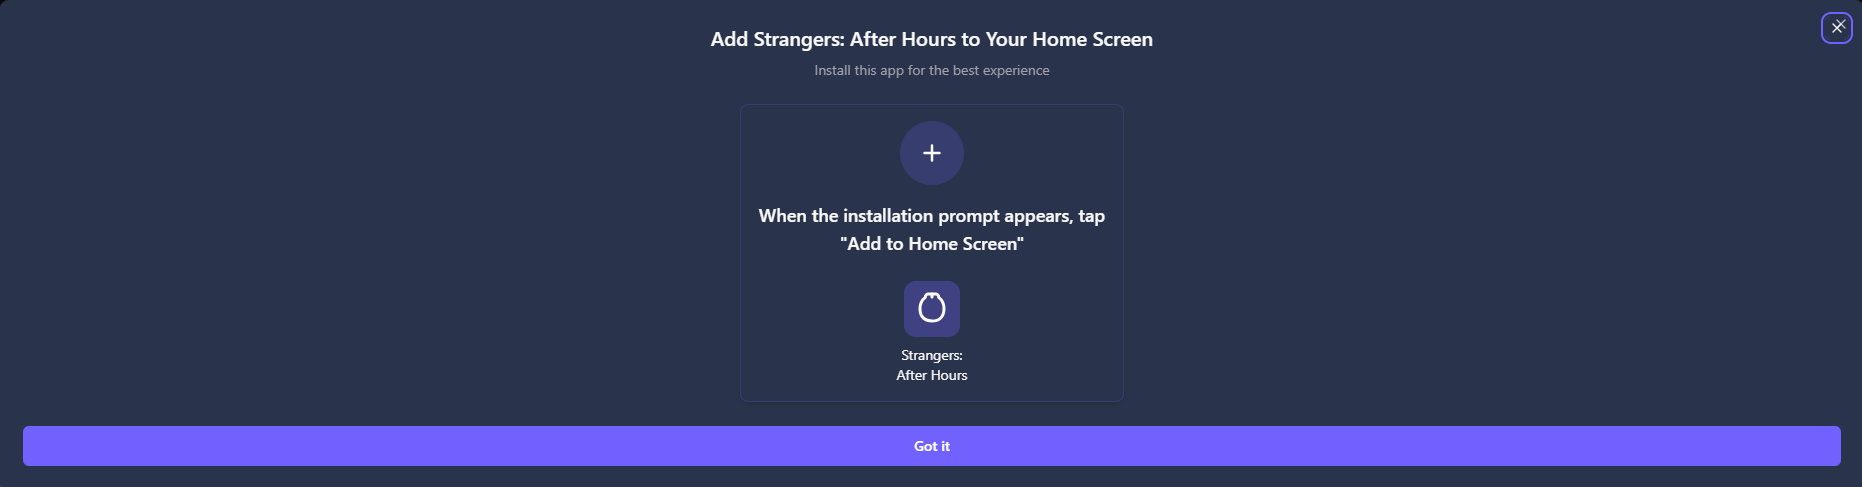 Add Strangers: After Hours to Your Home Screen
Install this app for the best experience
When the installation prompt appears, tap
"Add to Home Screen"
Strangers:
After Hours
Got it